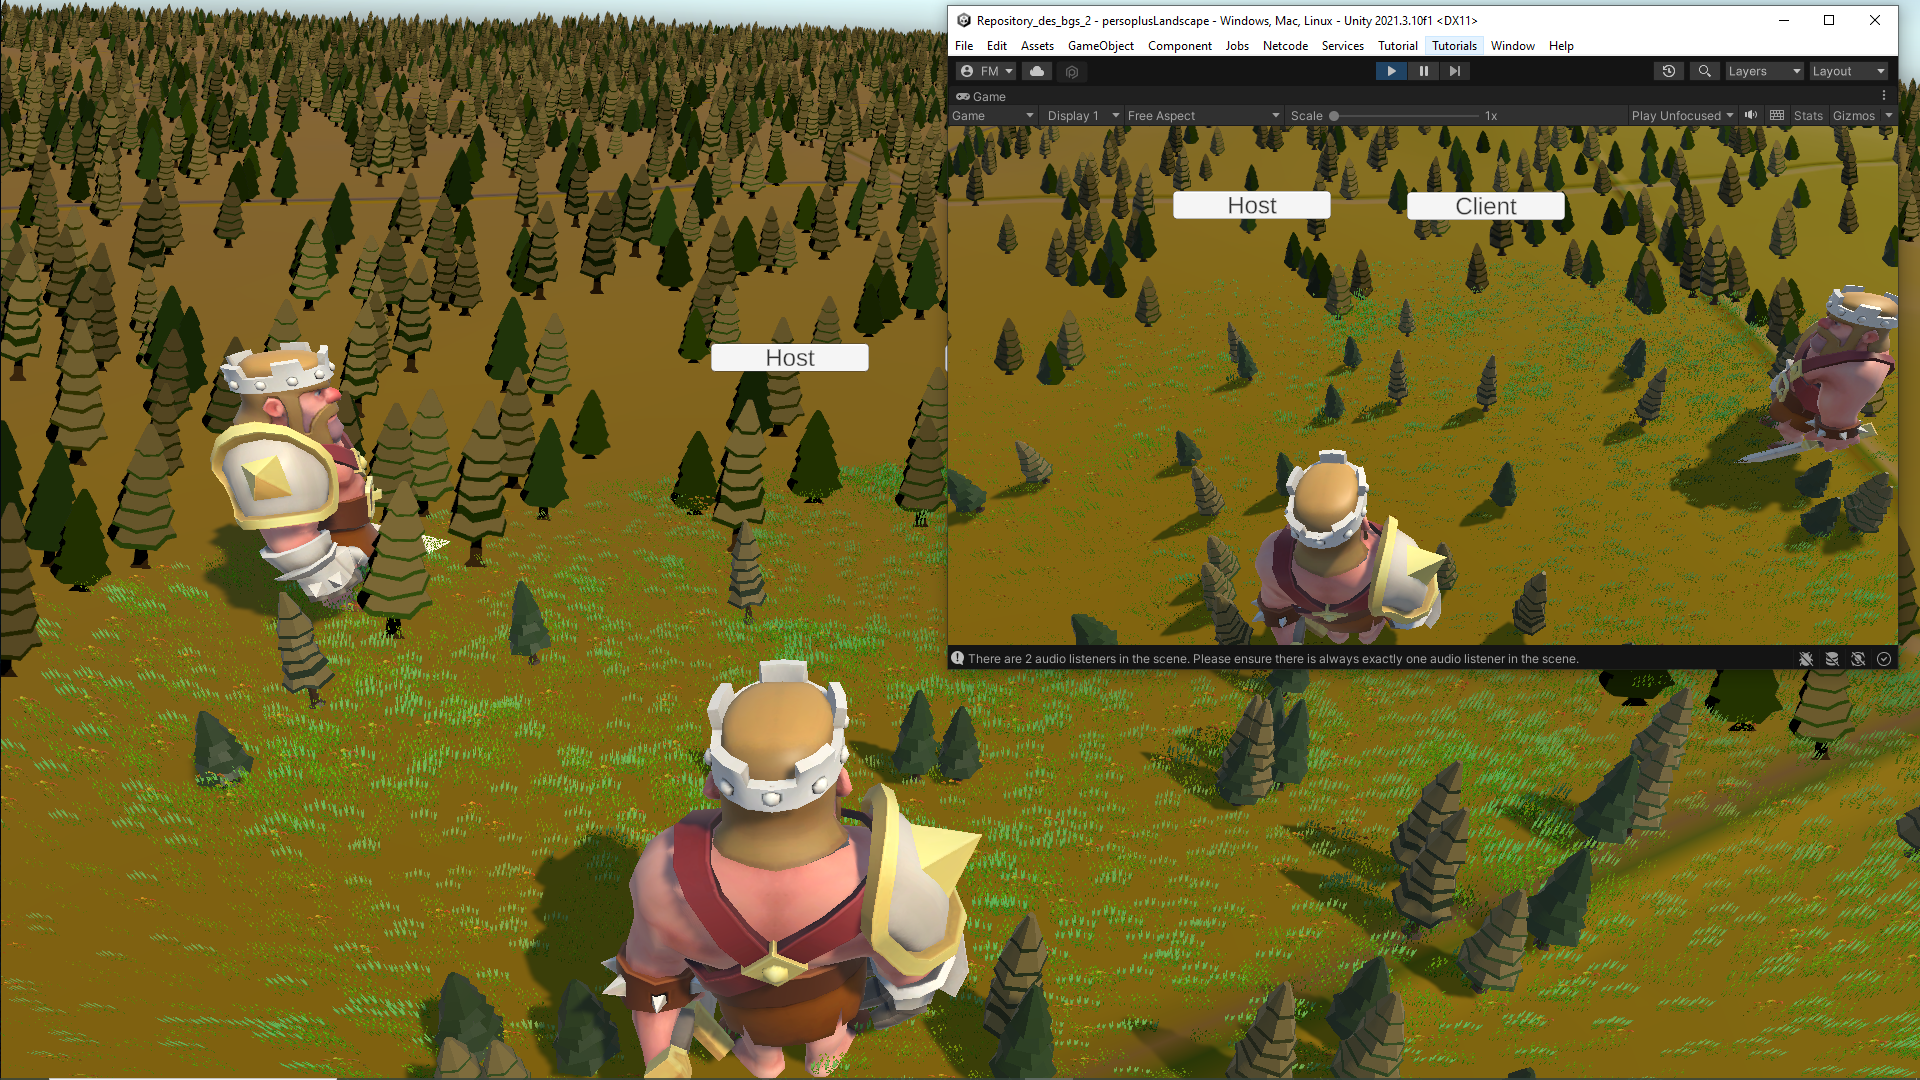 Repository_des_bgs_2 - persoplusLandscape - Windows, Mac, Linux - Unity 2021.3.10f1 <DX11>
File Edit Assets GameObject Component Jobs Netcode Services Tutorial Tutorials Window Help
FM Layers Layout
Game
Game Display 1 Free Aspect Scale 1x Play Unfocused Stats Gizmos
Host Client
Host
There are 2 audio listeners in the scene. Please ensure there is always exactly one audio listener in the scene.